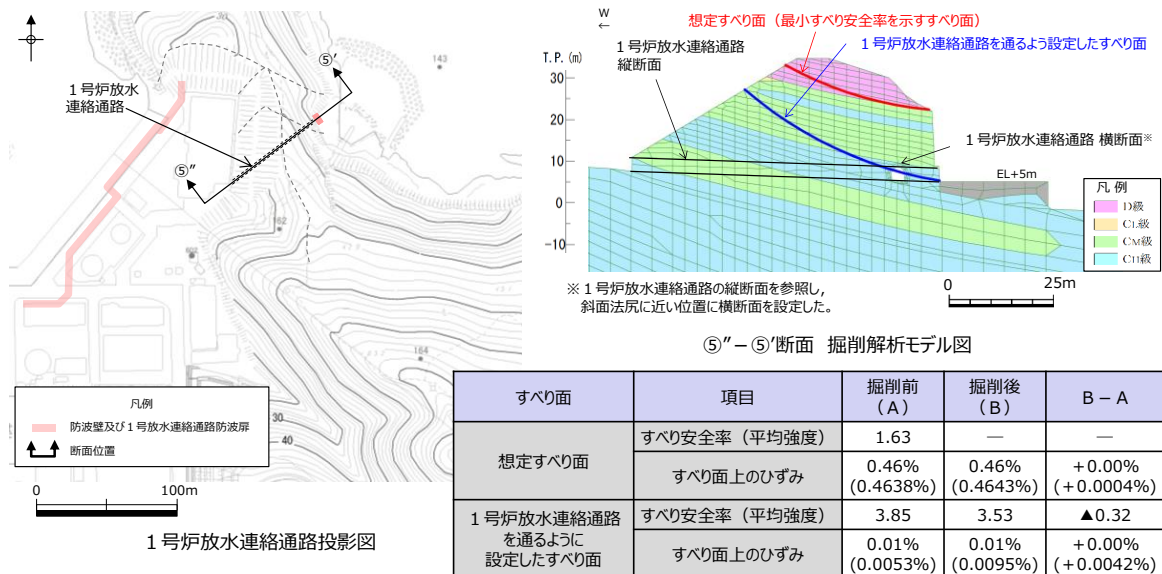 ⑤′
143
1号炉放水
連絡通路
⑤″
162
164
30
40
凡例
防波壁及び1号放水連絡通路防波扉
断面位置
0 100m
1号炉放水連絡通路投影図
W
←
想定すべり面(最小すべり安全率を示すすべり面)
1号炉放水連絡通路を通るよう設定したすべり面
1号炉放水連絡通路
縦断面
T.P. (m)
30
20
10
0
-10
1号炉放水連絡通路 横断面※
EL+5m
凡 例
D級
CL級
CM級
CH級
0 25m
※1号炉放水連絡通路の縦断面を参照し,
斜面法尻に近い位置に横断面を設定した。
⑤″-⑤′断面 掘削解析モデル図
すべり面 項目 掘削前(A) 掘削後(B) B-A
想定すべり面 すべり安全率(平均強度) 1.63 — —
すべり面上のひずみ 0.46% 0.46% +0.00%
(0.4638%) (0.4643%) (+0.0004%)
1号炉放水連絡通路
を通るように
設定したすべり面
すべり安全率(平均強度) 3.85 3.53 ▲0.32
すべり面上のひずみ 0.01% 0.01% +0.00%
(0.0053%) (0.0095%) (+0.0042%)